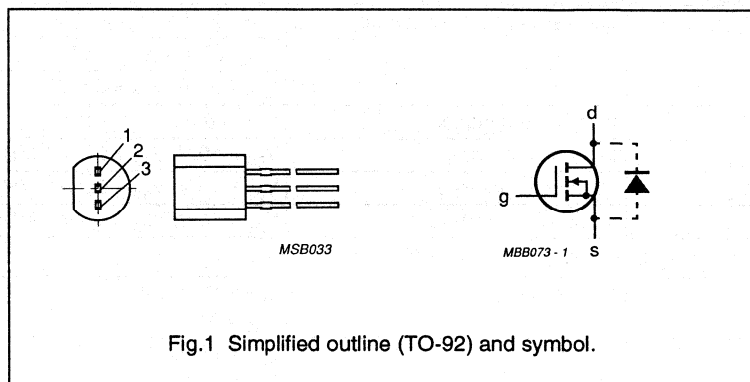 1
2
3
MSB033
d
g
MBB073 - 1
s
Fig.1 Simplified outline (TO-92) and symbol.